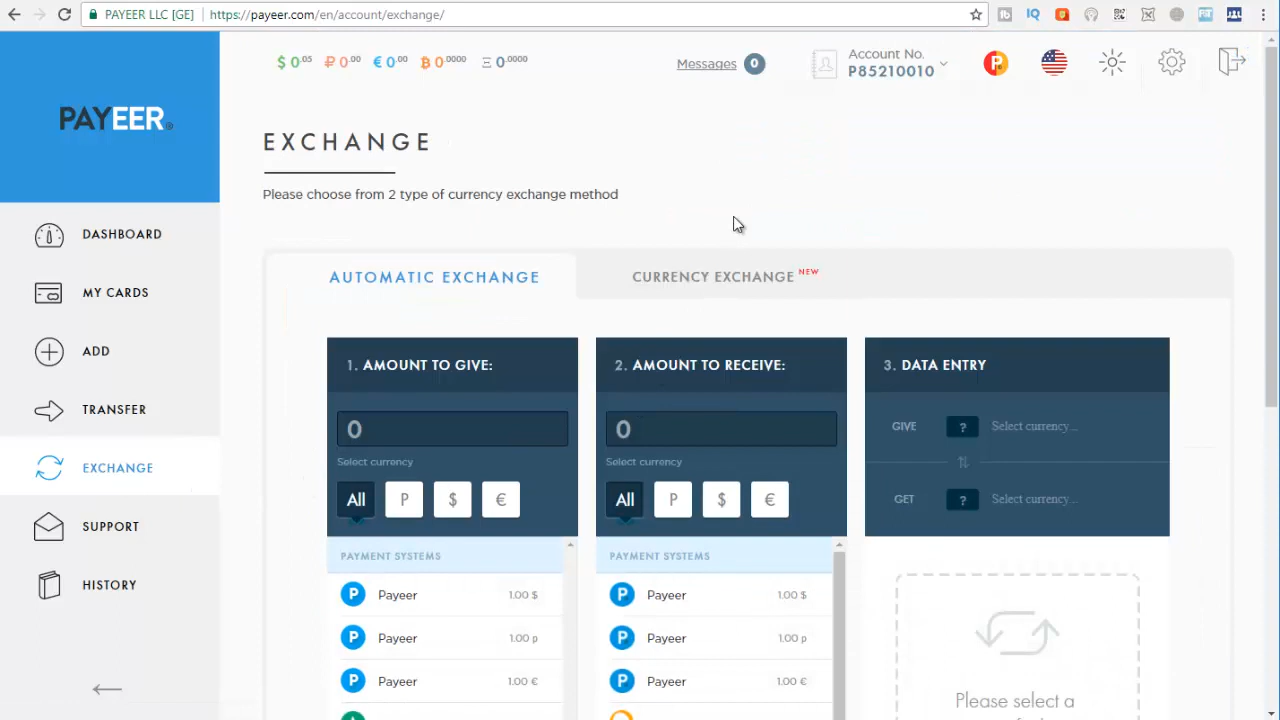 PAYEER LLC [GE] https://payeer.com/en/account/exchange/
$ 0.05 ₽ 0.00 € 0.00 ₿ 0.0000 Ξ 0.0000
Messages 0
Account No.
P85210010
PAYEER
EXCHANGE
Please choose from 2 type of currency exchange method
DASHBOARD
MY CARDS
ADD
TRANSFER
EXCHANGE
SUPPORT
HISTORY
AUTOMATIC EXCHANGE
CURRENCY EXCHANGE NEW
1. AMOUNT TO GIVE:
0
Select currency
All P $ €
PAYMENT SYSTEMS
P Payeer 1.00 $
P Payeer 1.00 p
P Payeer 1.00 €
2. AMOUNT TO RECEIVE:
0
Select currency
All P $ €
PAYMENT SYSTEMS
P Payeer 1.00 $
P Payeer 1.00 p
P Payeer 1.00 €
3. DATA ENTRY
GIVE ? Select currency...
GET ? Select currency...
Please select a